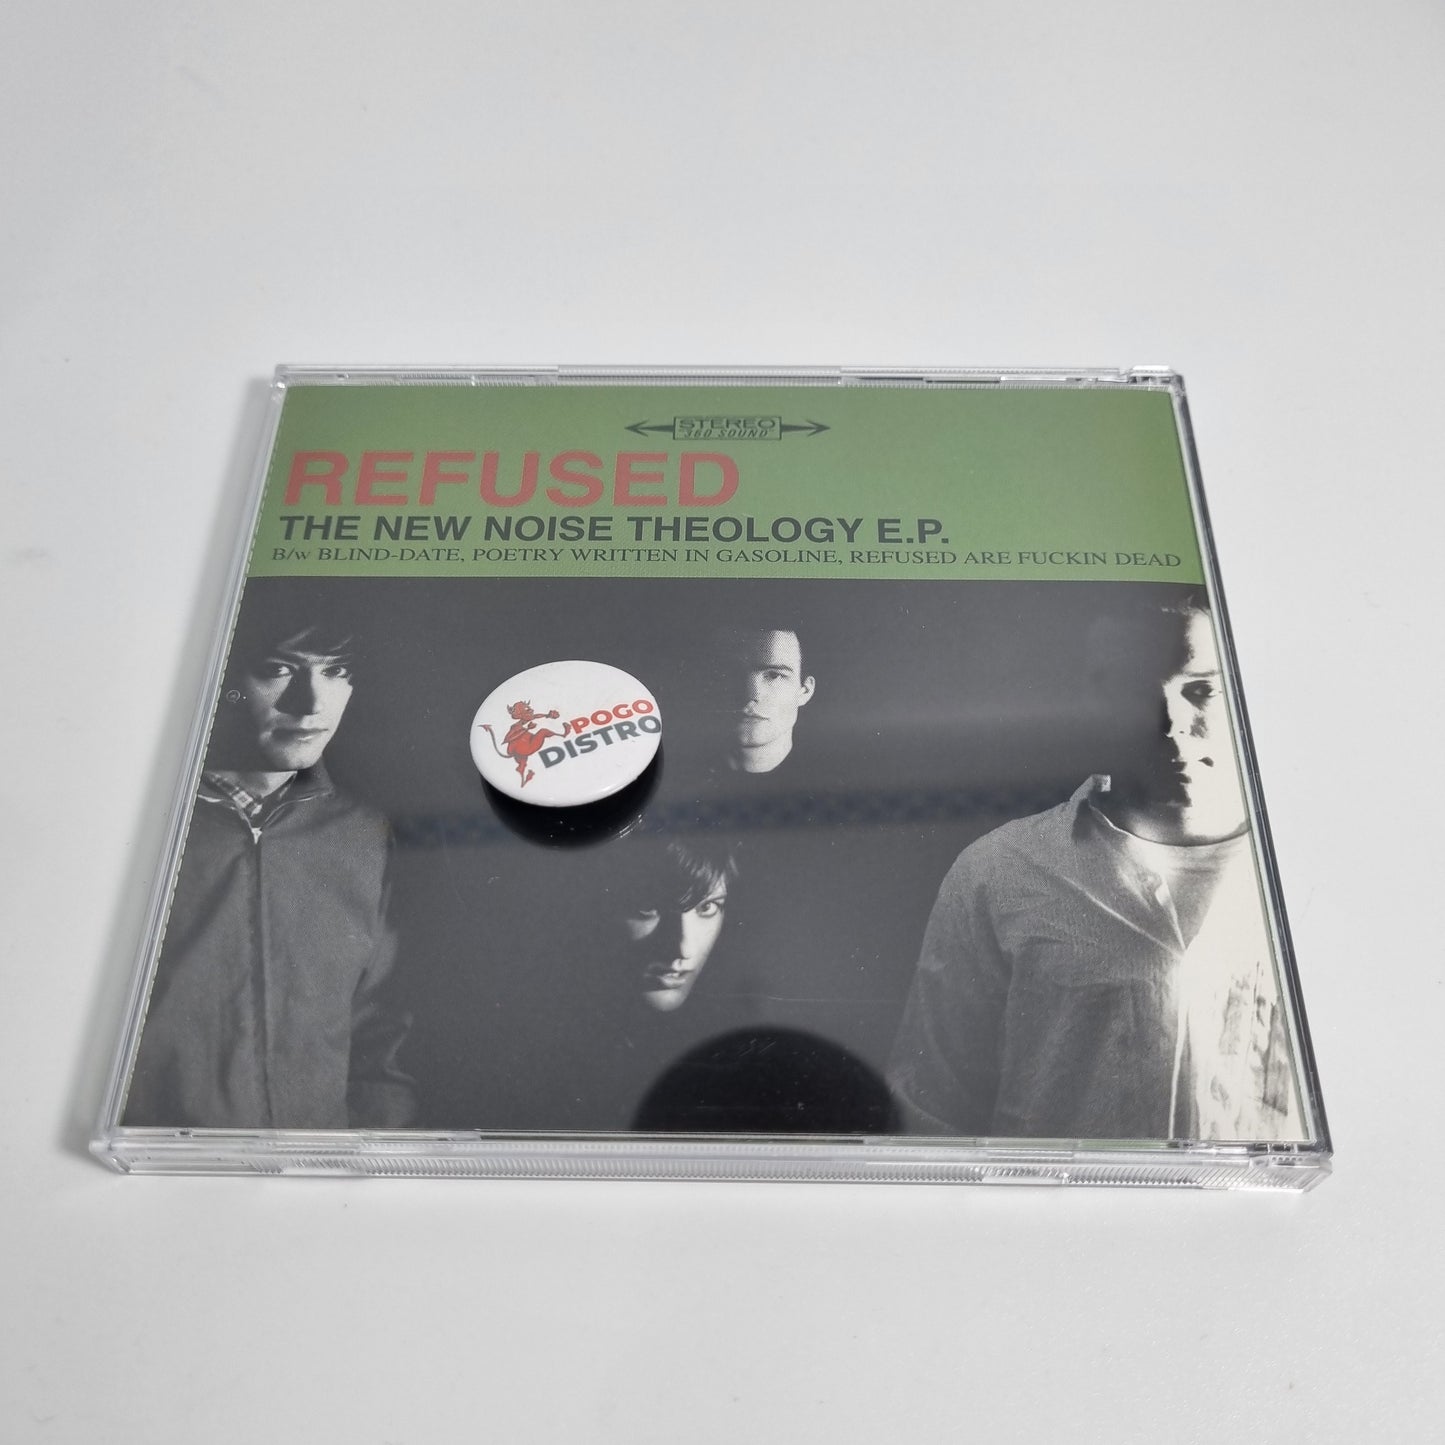 STEREO
360 SOUND
REFUSED
THE NEW NOISE THEOLOGY E.P.
B/w BLIND-DATE, POETRY WRITTEN IN GASOLINE, REFUSED ARE FUCKIN DEAD
POGO
DISTRO